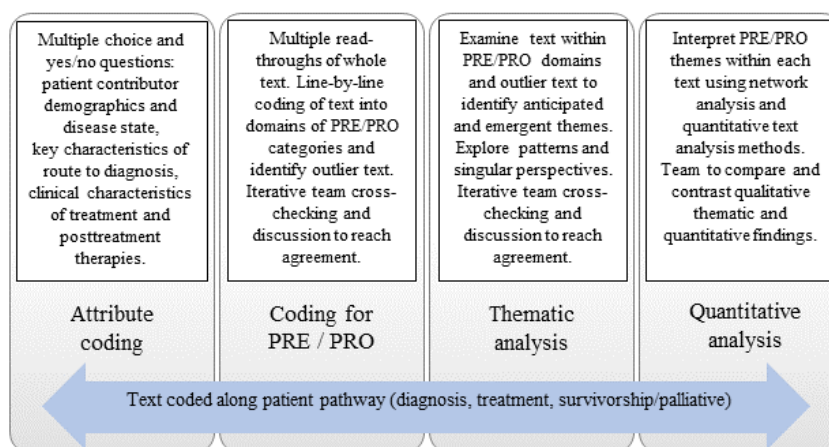 Multiple choice and
yes/no questions:
patient contributor
demographics and
disease state,
key characteristics of
route to diagnosis,
clinical characteristics
of treatment and
posttreatment
therapies.
Attribute
coding
Multiple read-
throughs of whole
text. Line-by-line
coding of text into
domains of PRE/PRO
categories and
identify outlier text.
Iterative team cross-
checking and
discussion to reach
agreement.
Coding for
PRE / PRO
Examine text within
PRE/PRO domains
and outlier text to
identify anticipated
and emergent themes.
Explore patterns and
singular perspectives.
Iterative team cross-
checking and
discussion to reach
agreement.
Thematic
analysis
Interpret PRE/PRO
themes within each
text using network
analysis and
quantitative text
analysis methods.
Team to compare and
contrast qualitative
thematic and
quantitative findings.
Quantitative
analysis
Text coded along patient pathway (diagnosis, treatment, survivorship/palliative)